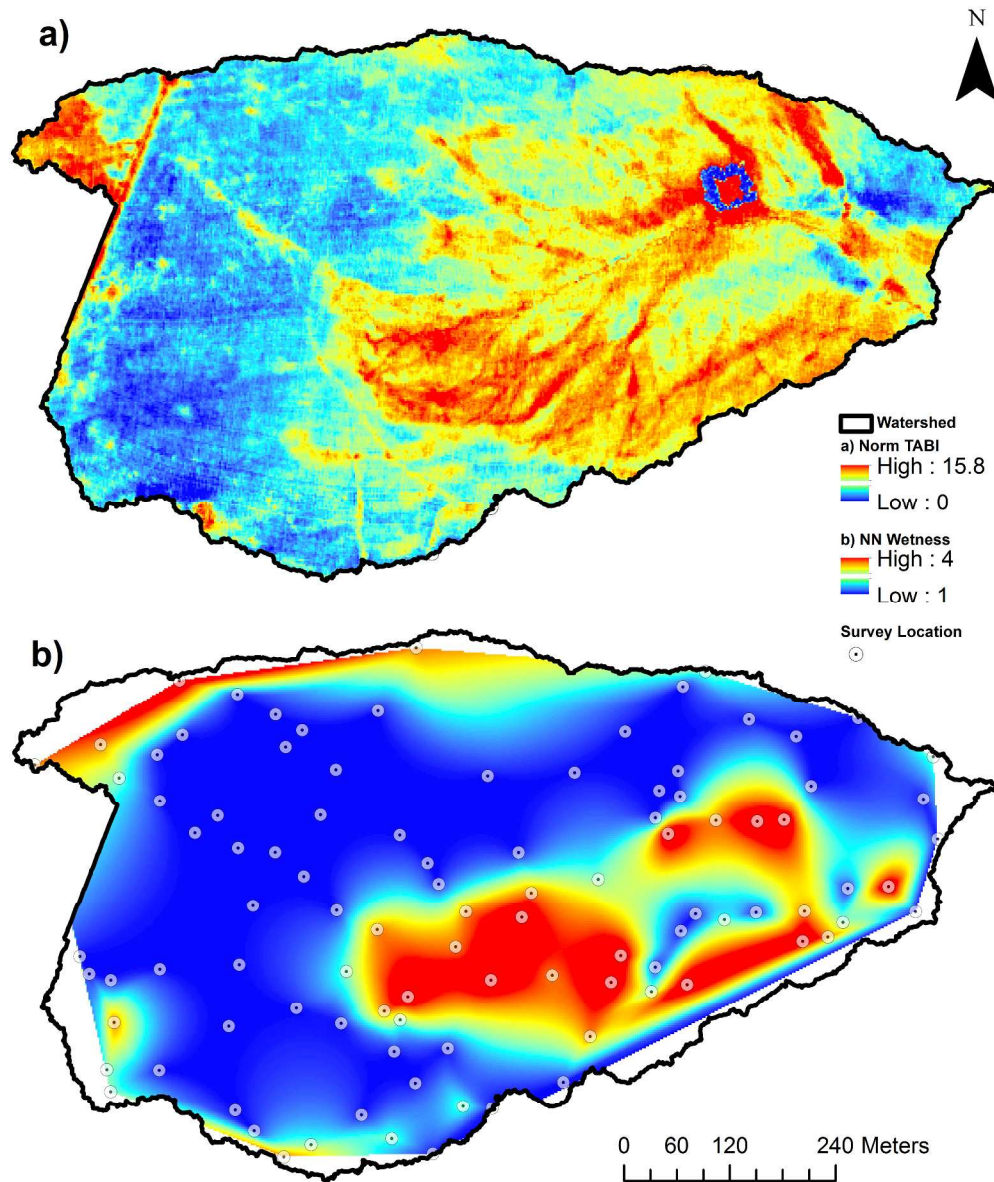 a)
N
Watershed
a) Norm TABI
High : 15.8
Low : 0
b) NN Wetness
High : 4
Low : 1
Survey Location
b)
0 60 120 240 Meters